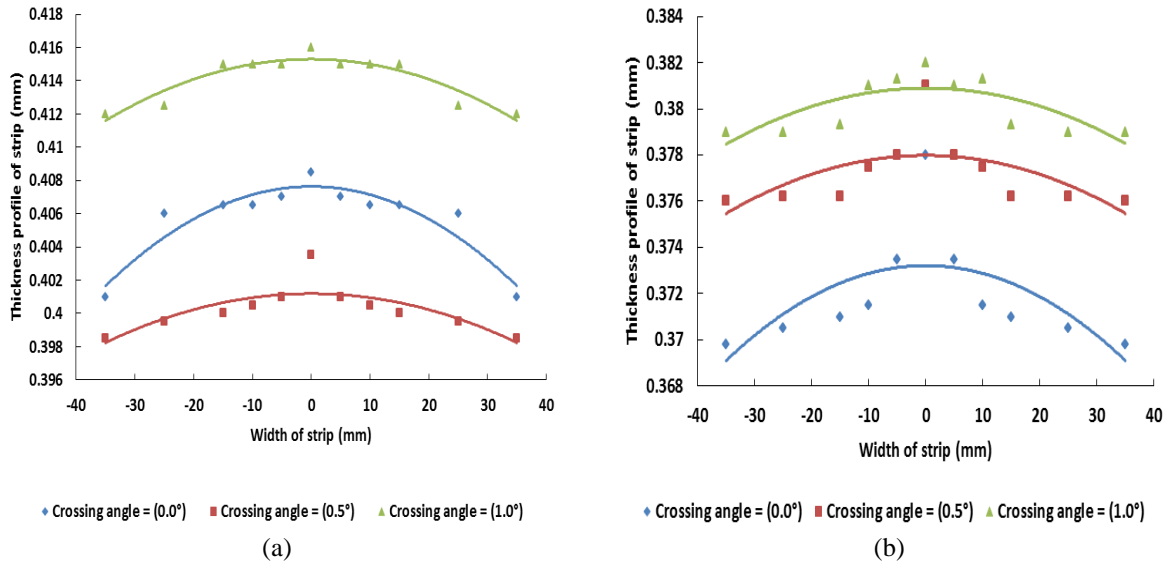 Thickness profile of strip (mm)
0.418
0.416
0.414
0.412
0.41
0.408
0.406
0.404
0.402
0.4
0.398
0.396
-40 -30 -20 -10 0 10 20 30 40
Width of strip (mm)
Crossing angle = (0.0°) Crossing angle = (0.5°) Crossing angle = (1.0°)
(a)
Thickness profile of strip (mm)
0.384
0.382
0.38
0.378
0.376
0.374
0.372
0.37
0.368
-40 -30 -20 -10 0 10 20 30 40
Width of strip (mm)
Crossing angle = (0.0°) Crossing angle = (0.5°) Crossing angle = (1.0°)
(b)